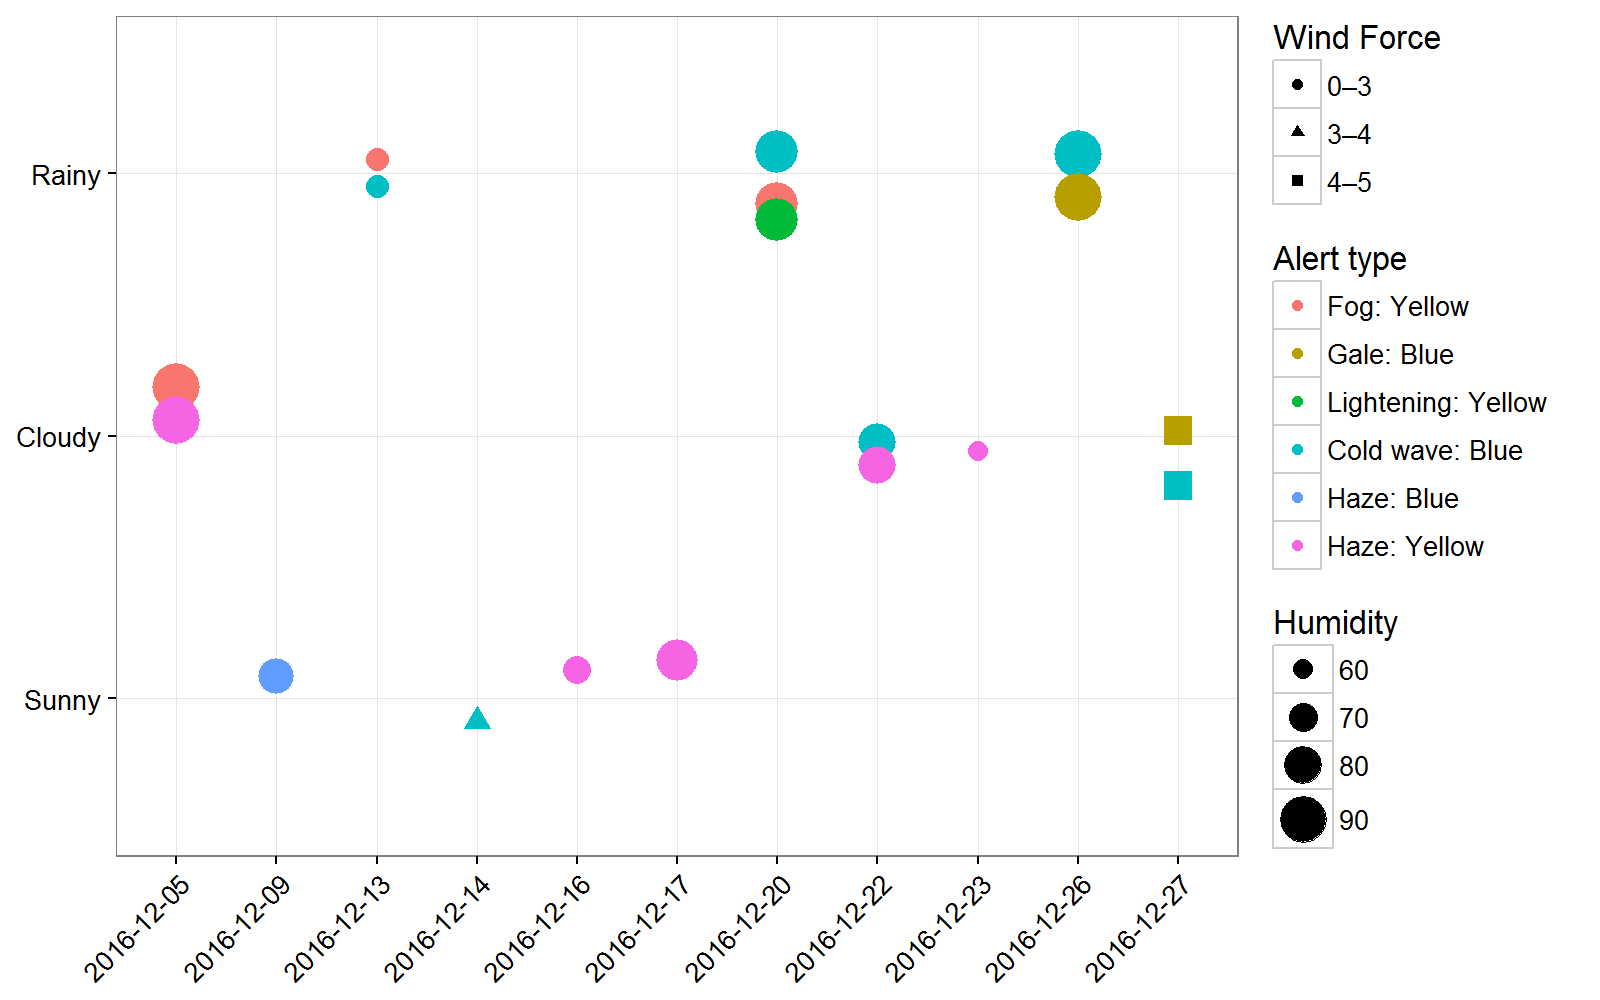 Rainy
Cloudy
Sunny
2016-12-05
2016-12-09
2016-12-13
2016-12-14
2016-12-16
2016-12-17
2016-12-20
2016-12-22
2016-12-23
2016-12-26
2016-12-27
Wind Force
0–3
3–4
4–5
Alert type
Fog: Yellow
Gale: Blue
Lightening: Yellow
Cold wave: Blue
Haze: Blue
Haze: Yellow
Humidity
60
70
80
90